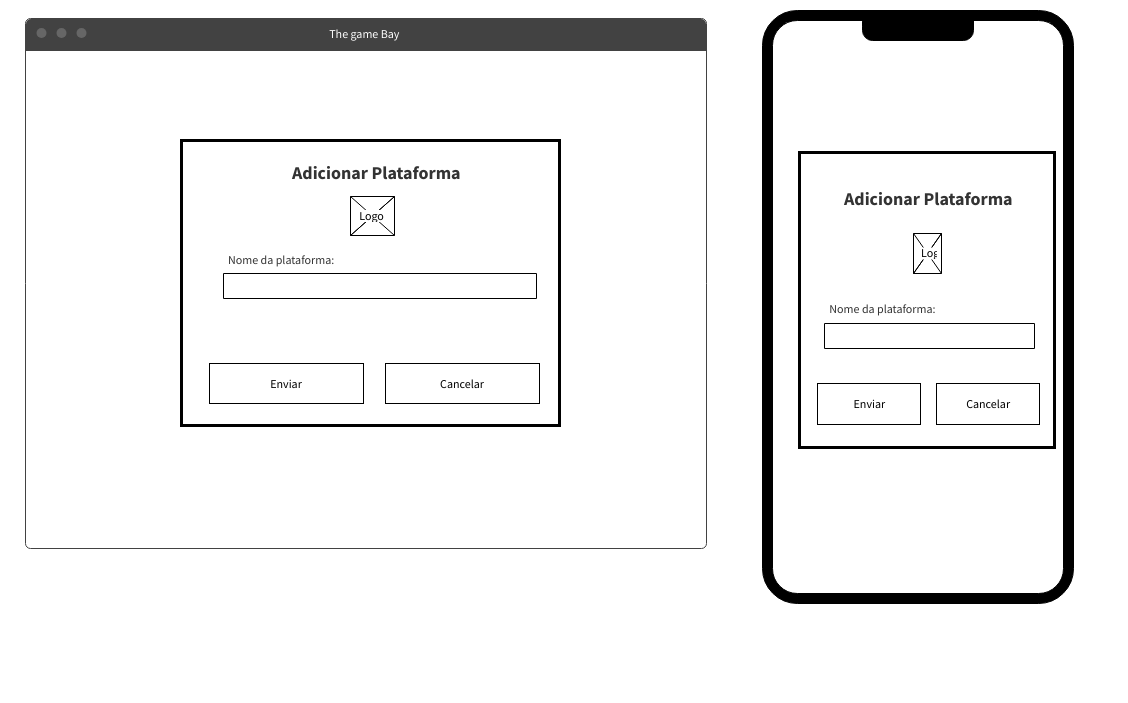 The game Bay
Adicionar Plataforma
Logo
Nome da plataforma:
Enviar
Cancelar
Adicionar Plataforma
Log
Nome da plataforma:
Enviar
Cancelar